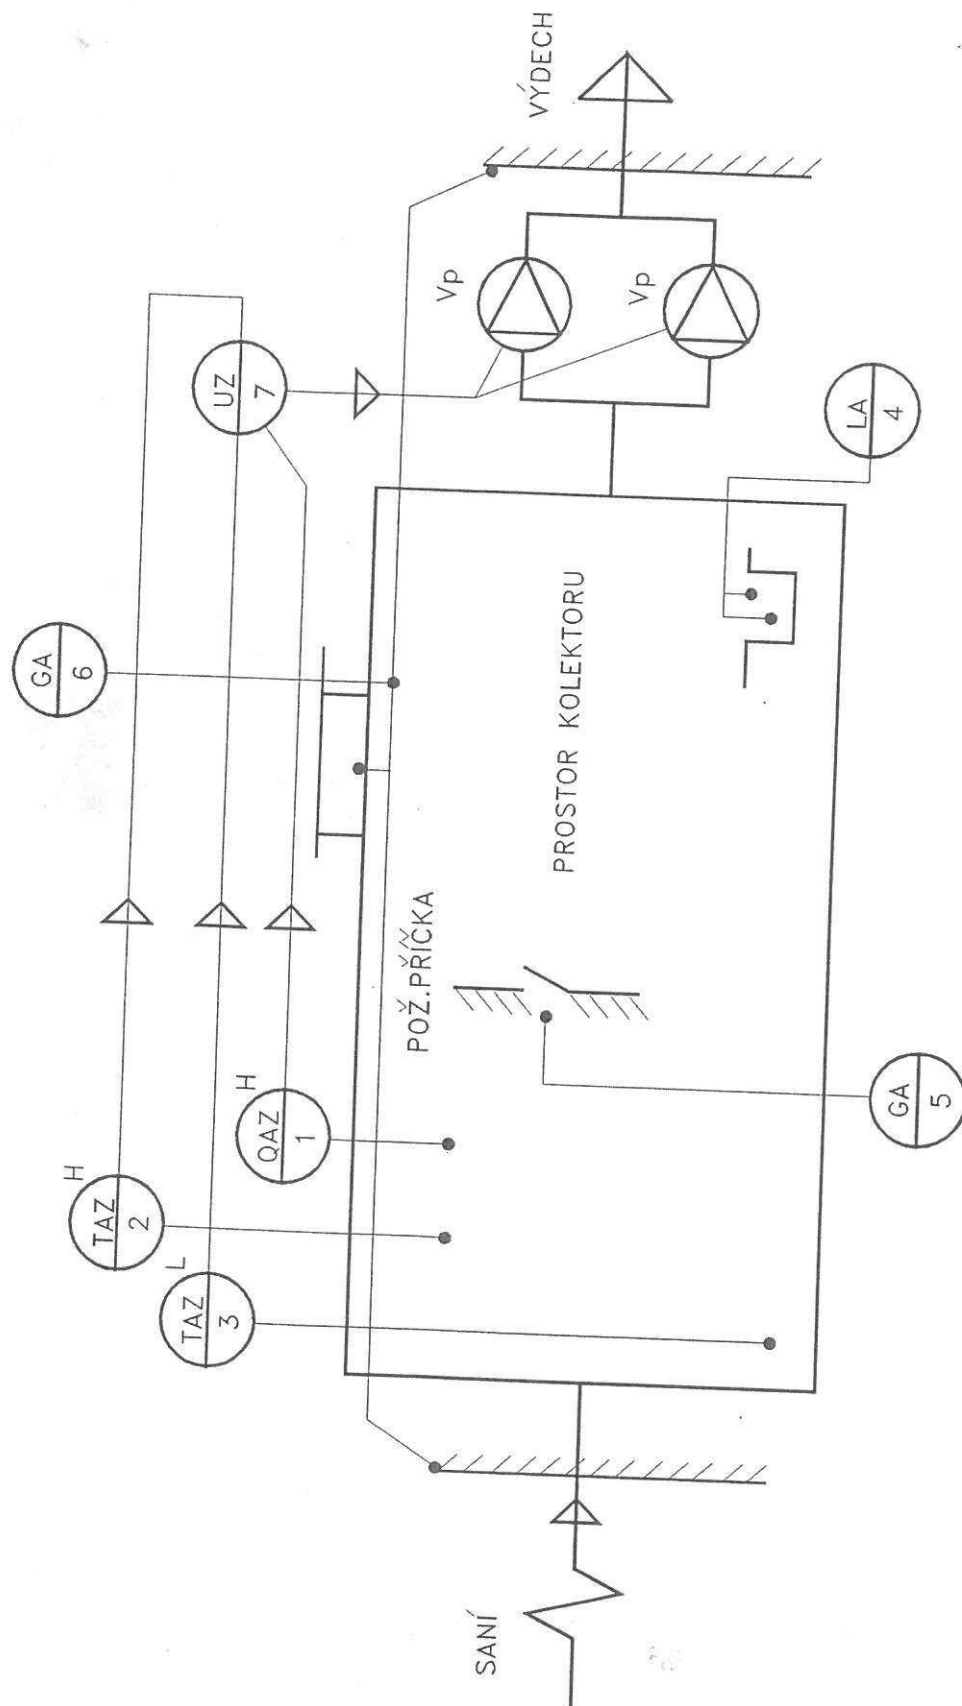 TAZ
2
H
TAZ
3
L
QAZ
1
H
GA
6
UZ
7
SANÍ
POŽ.PŘÍČKA
PROSTOR KOLEKTORU
Vp
Vp
VÝDECH
GA
5
LA
4